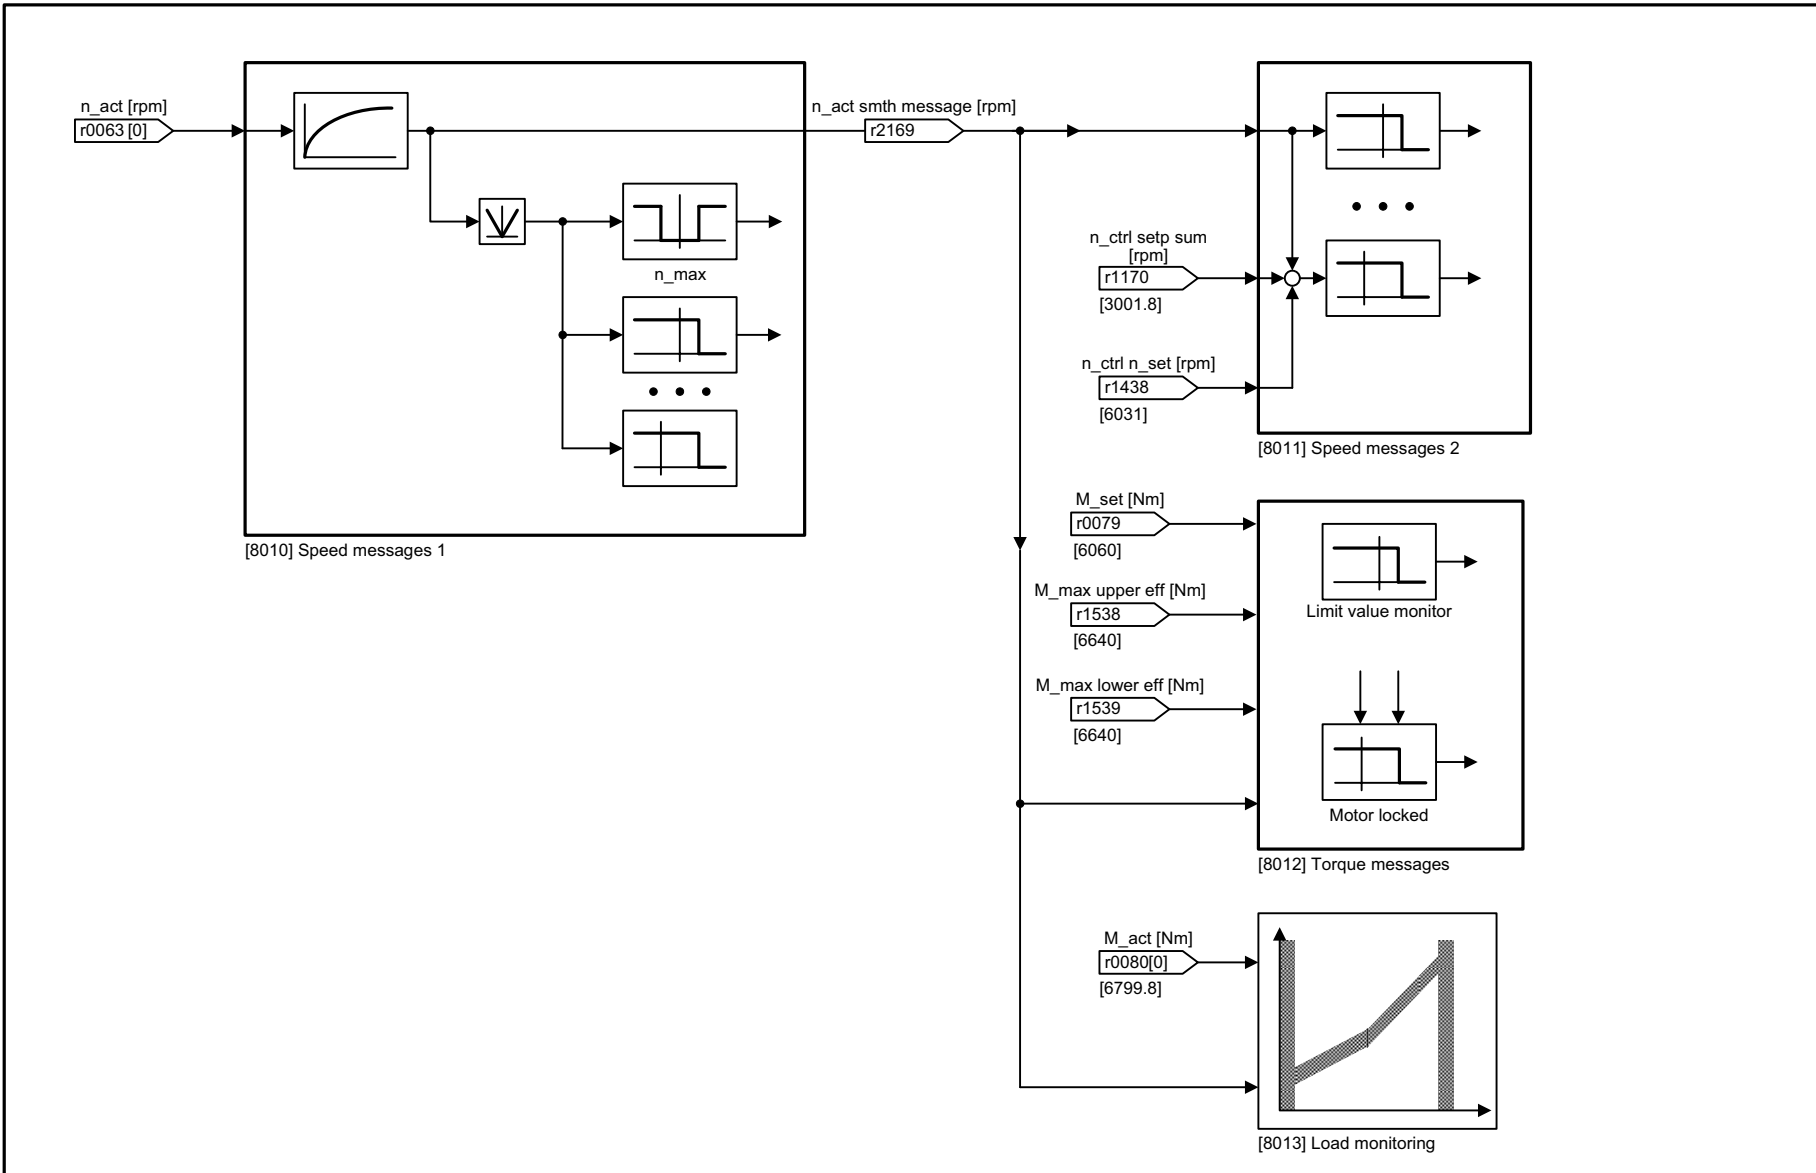 n_act [rpm]
r0063 [0]
n_max
[8010] Speed messages 1
n_act smth message [rpm]
r2169
n_ctrl setp sum
[rpm]
r1170
[3001.8]
n_ctrl n_set [rpm]
r1438
[6031]
[8011] Speed messages 2
M_set [Nm]
r0079
[6060]
M_max upper eff [Nm]
r1538
[6640]
M_max lower eff [Nm]
r1539
[6640]
Limit value monitor
Motor locked
[8012] Torque messages
M_act [Nm]
r0080[0]
[6799.8]
[8013] Load monitoring